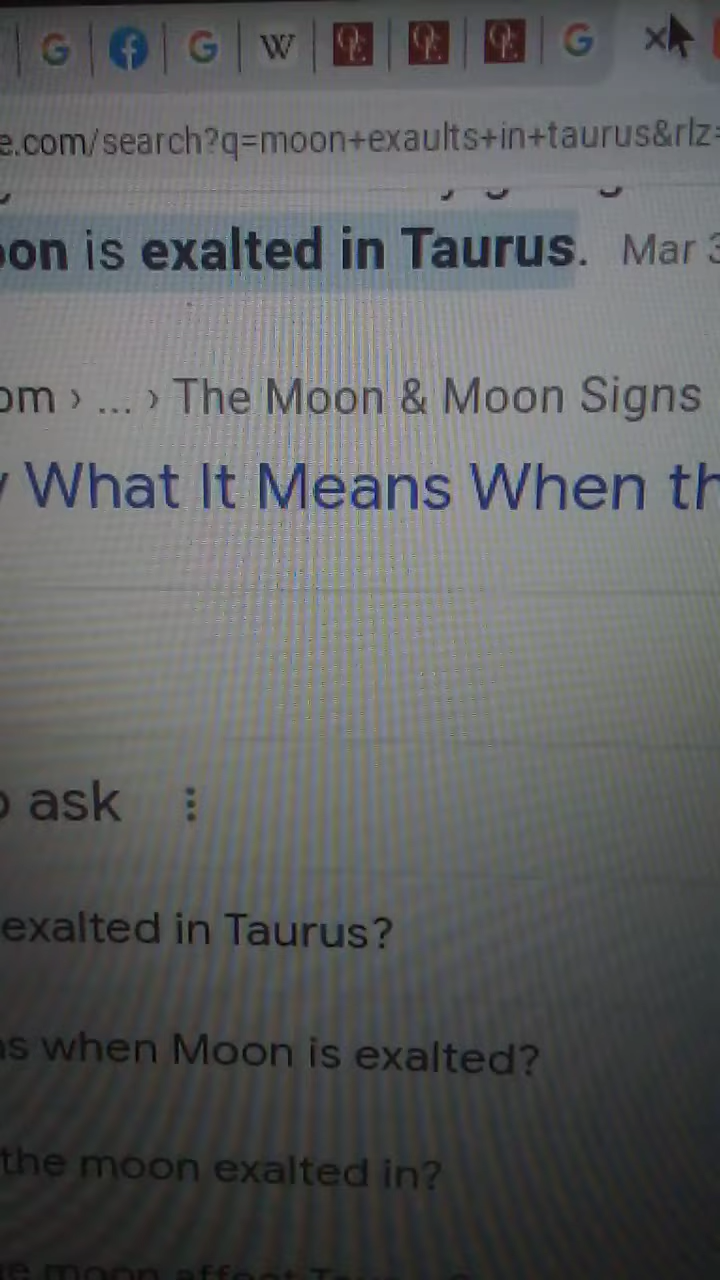 G f G W Œ Œ Œ G ×
e.com/search?q=moon+exaults+in+taurus&rlz=
on is exalted in Taurus. Mar 3
om › ... › The Moon & Moon Signs
What It Means When th
ask
exalted in Taurus?
s when Moon is exalted?
the moon exalted in?